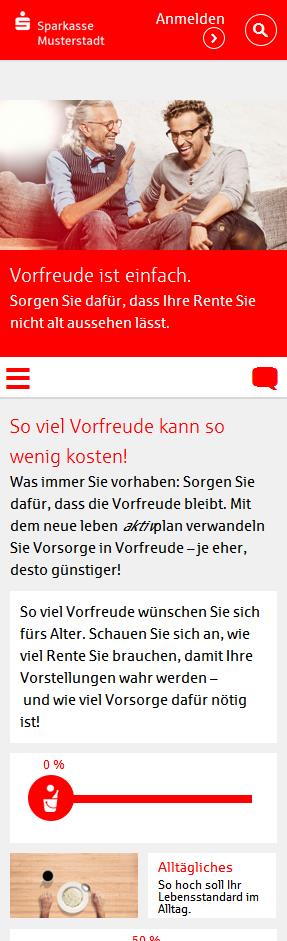 Sparkasse
Musterstadt
Anmelden
Vorfreude ist einfach.
Sorgen Sie dafür, dass Ihre Rente Sie
nicht alt aussehen lässt.
So viel Vorfreude kann so
wenig kosten!
Was immer Sie vorhaben: Sorgen Sie
dafür, dass die Vorfreude bleibt. Mit
dem neue leben aktivplan verwandeln
Sie Vorsorge in Vorfreude – je eher,
desto günstiger!
So viel Vorfreude wünschen Sie sich
fürs Alter. Schauen Sie sich an, wie
viel Rente Sie brauchen, damit Ihre
Vorstellungen wahr werden –
und wie viel Vorsorge dafür nötig
ist!
0 %
Alltägliches
So hoch soll Ihr
Lebensstandard im
Alltag.
50 %